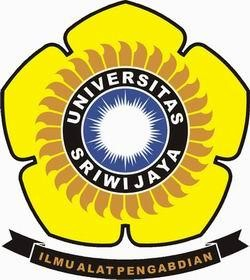 UNIVERSITAS
SRIWIJAYA
ILMU ALAT PENGABDIAN